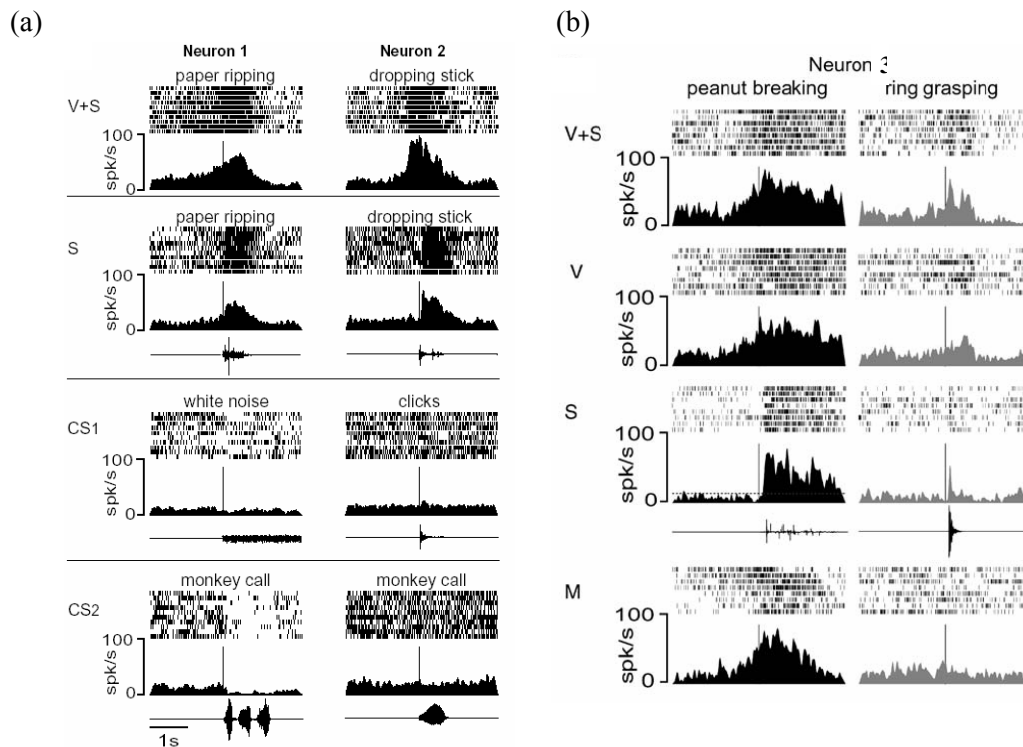 (a)
Neuron 1 Neuron 2
paper ripping dropping stick
V+S
100
0
spk/s
paper ripping dropping stick
S
100
0
spk/s
white noise clicks
CS1
100
0
spk/s
monkey call monkey call
CS2
100
0
spk/s
1s
(b)
Neuron 3
peanut breaking ring grasping
V+S
100
0
spk/s
V
100
0
spk/s
S
100
0
spk/s
M
100
0
spk/s